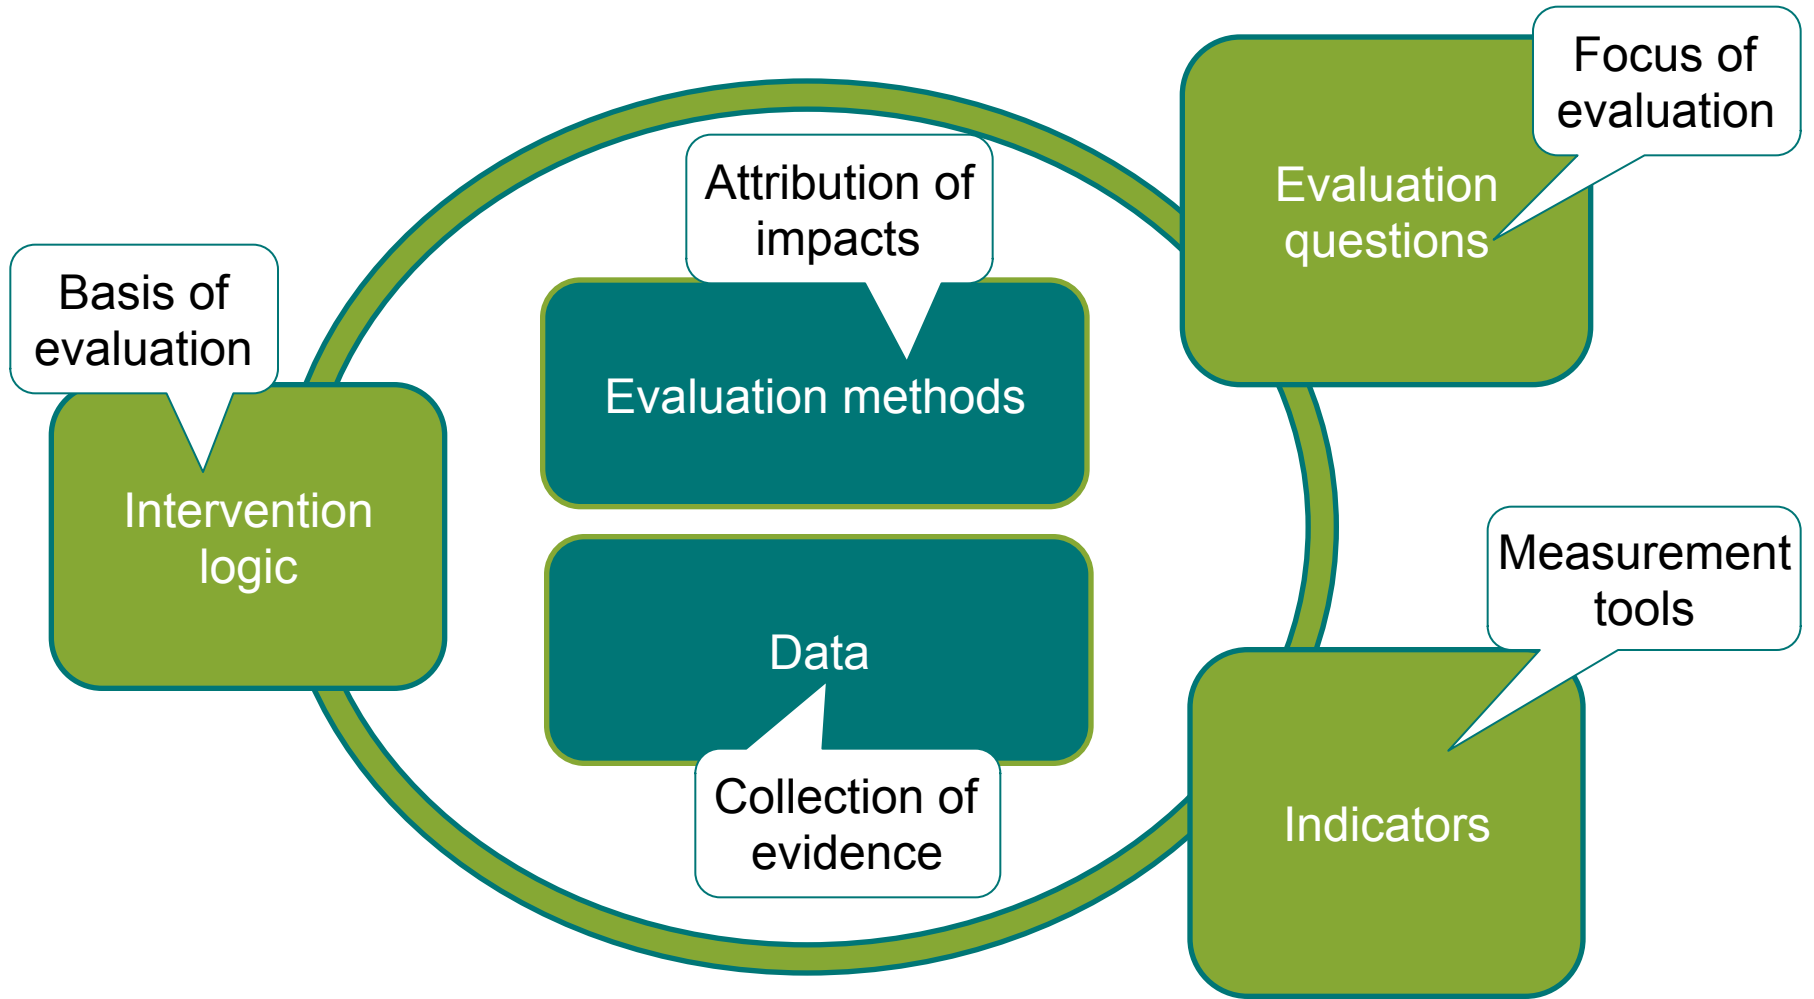 Focus of
evaluation
Evaluation
questions
Attribution of
impacts
Evaluation methods
Basis of
evaluation
Intervention
logic
Data
Collection of
evidence
Measurement
tools
Indicators